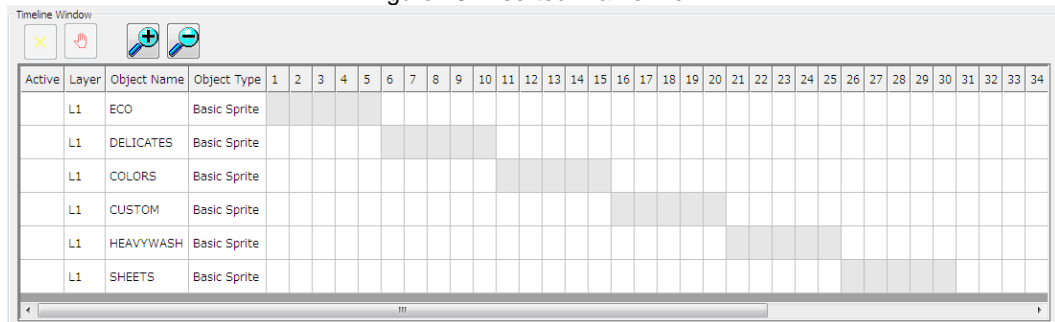 Timeline Window
Active Layer Object Name Object Type 1 2 3 4 5 6 7 8 9 10 11 12 13 14 15 16 17 18 19 20 21 22 23 24 25 26 27 28 29 30 31 32 33 34
L1 ECO Basic Sprite
L1 DELICATES Basic Sprite
L1 COLORS Basic Sprite
L1 CUSTOM Basic Sprite
L1 HEAVYWASH Basic Sprite
L1 SHEETS Basic Sprite